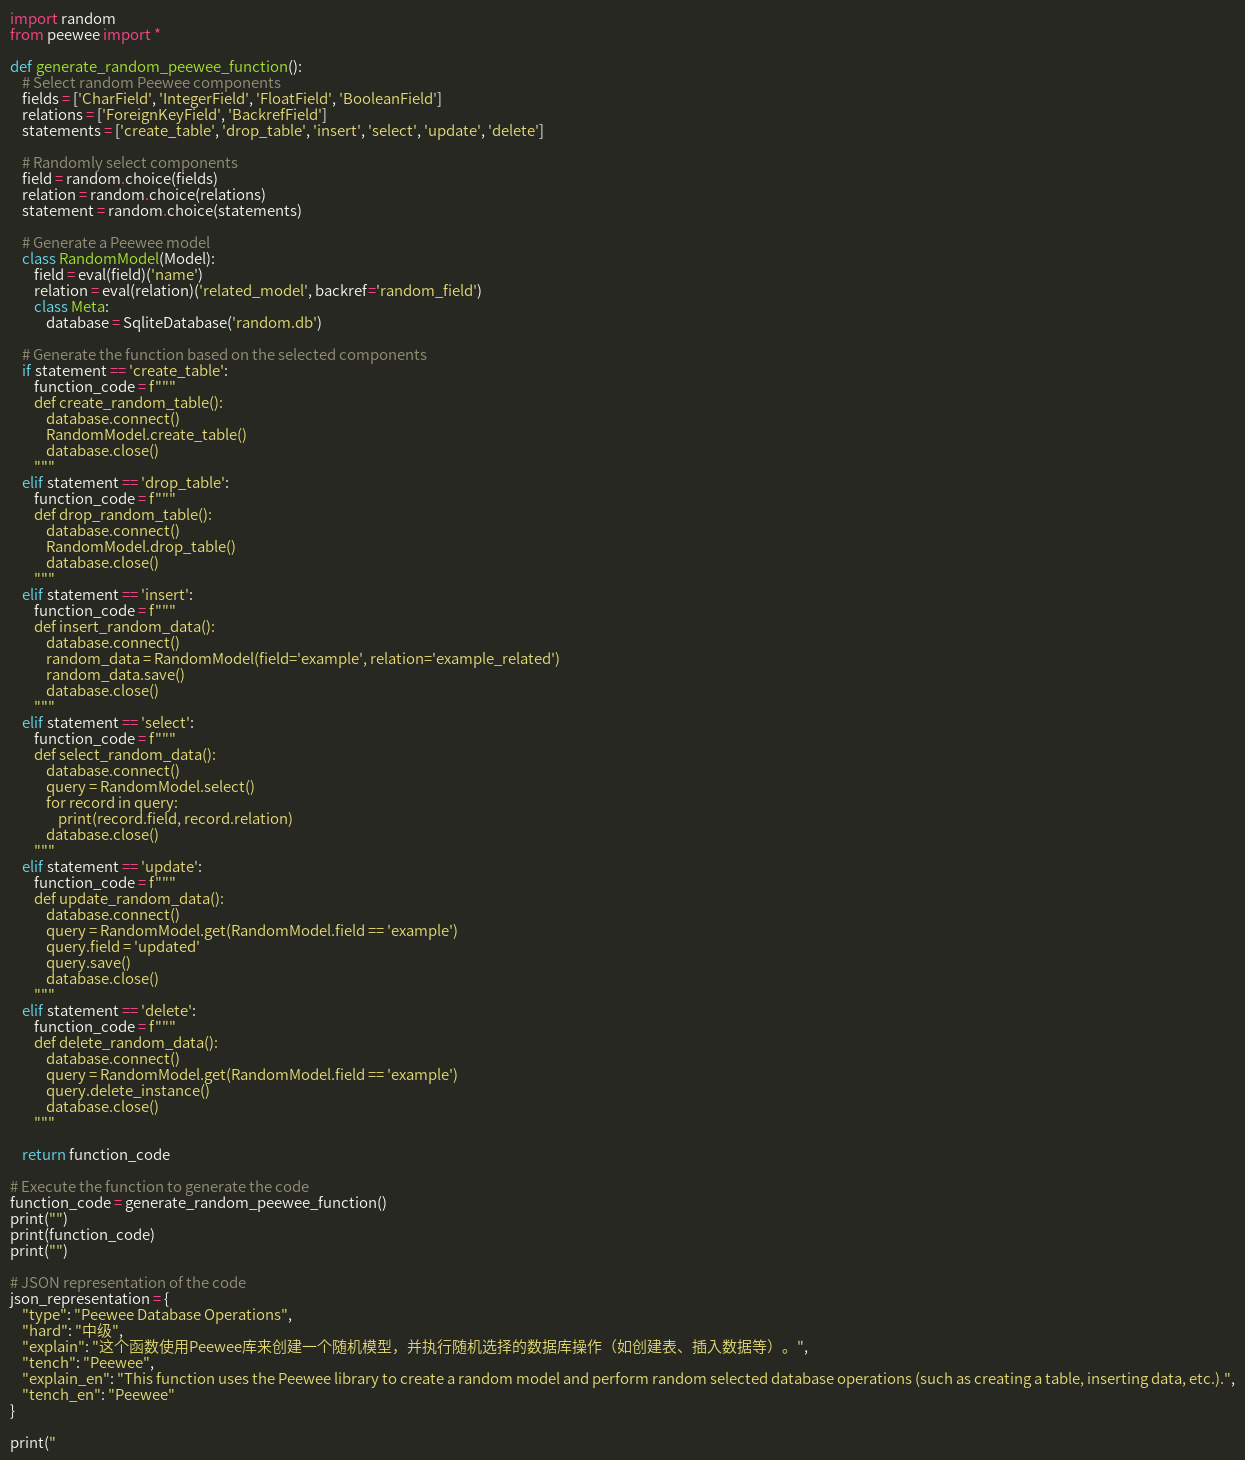 import random
from peewee import *

def generate_random_peewee_function():
    # Select random Peewee components
    fields = ['CharField', 'IntegerField', 'FloatField', 'BooleanField']
    relations = ['ForeignKeyField', 'BackrefField']
    statements = ['create_table', 'drop_table', 'insert', 'select', 'update', 'delete']

    # Randomly select components
    field = random.choice(fields)
    relation = random.choice(relations)
    statement = random.choice(statements)

    # Generate a Peewee model
    class RandomModel(Model):
        field = eval(field)('name')
        relation = eval(relation)('related_model', backref='random_field')
        class Meta:
            database = SqliteDatabase('random.db')

    # Generate the function based on the selected components
    if statement == 'create_table':
        function_code = f"""
        def create_random_table():
            database.connect()
            RandomModel.create_table()
            database.close()
        """
    elif statement == 'drop_table':
        function_code = f"""
        def drop_random_table():
            database.connect()
            RandomModel.drop_table()
            database.close()
        """
    elif statement == 'insert':
        function_code = f"""
        def insert_random_data():
            database.connect()
            random_data = RandomModel(field='example', relation='example_related')
            random_data.save()
            database.close()
        """
    elif statement == 'select':
        function_code = f"""
        def select_random_data():
            database.connect()
            query = RandomModel.select()
            for record in query:
                print(record.field, record.relation)
            database.close()
        """
    elif statement == 'update':
        function_code = f"""
        def update_random_data():
            database.connect()
            query = RandomModel.get(RandomModel.field == 'example')
            query.field = 'updated'
            query.save()
            database.close()
        """
    elif statement == 'delete':
        function_code = f"""
        def delete_random_data():
            database.connect()
            query = RandomModel.get(RandomModel.field == 'example')
            query.delete_instance()
            database.close()
        """

    return function_code

# Execute the function to generate the code
function_code = generate_random_peewee_function()
print("")
print(function_code)
print("")

# JSON representation of the code
json_representation = {
    "type": "Peewee Database Operations",
    "hard": "中级",
    "explain": "这个函数使用Peewee库来创建一个随机模型，并执行随机选择的数据库操作（如创建表、插入数据等）。",
    "tench": "Peewee",
    "explain_en": "This function uses the Peewee library to create a random model and perform random selected database operations (such as creating a table, inserting data, etc.).",
    "tench_en": "Peewee"
}

print("